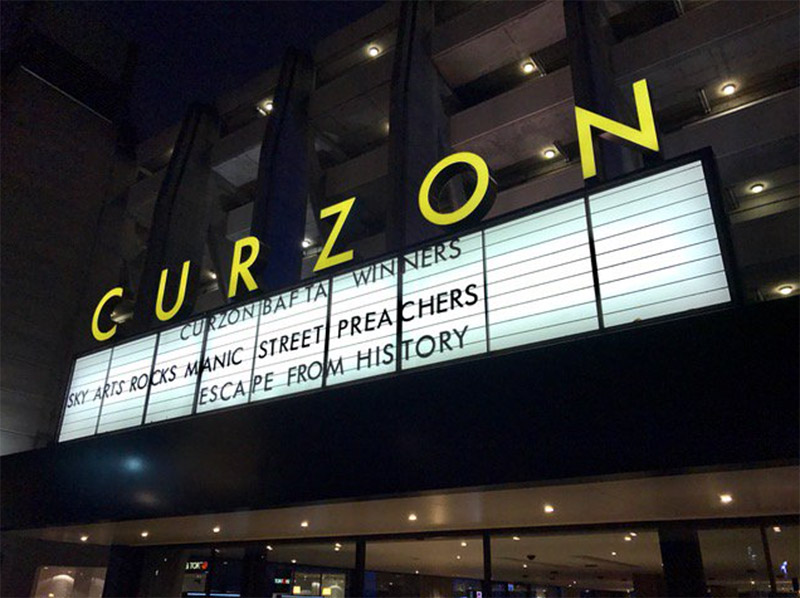 CURZON
CURZON BAFTA WINNERS
SKY ARTS ROCKS MANIC STREET PREACHERS
ESCAPE FROM HISTORY